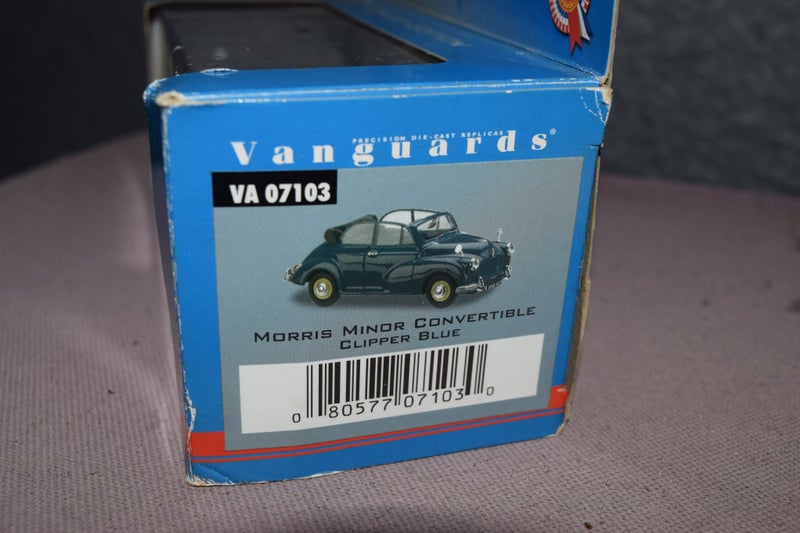 PRECISION DIE-CAST REPLICAS
Vanguards®
VA 07103
MORRIS MINOR CONVERTIBLE
CLIPPER BLUE
0 80577 07103 0